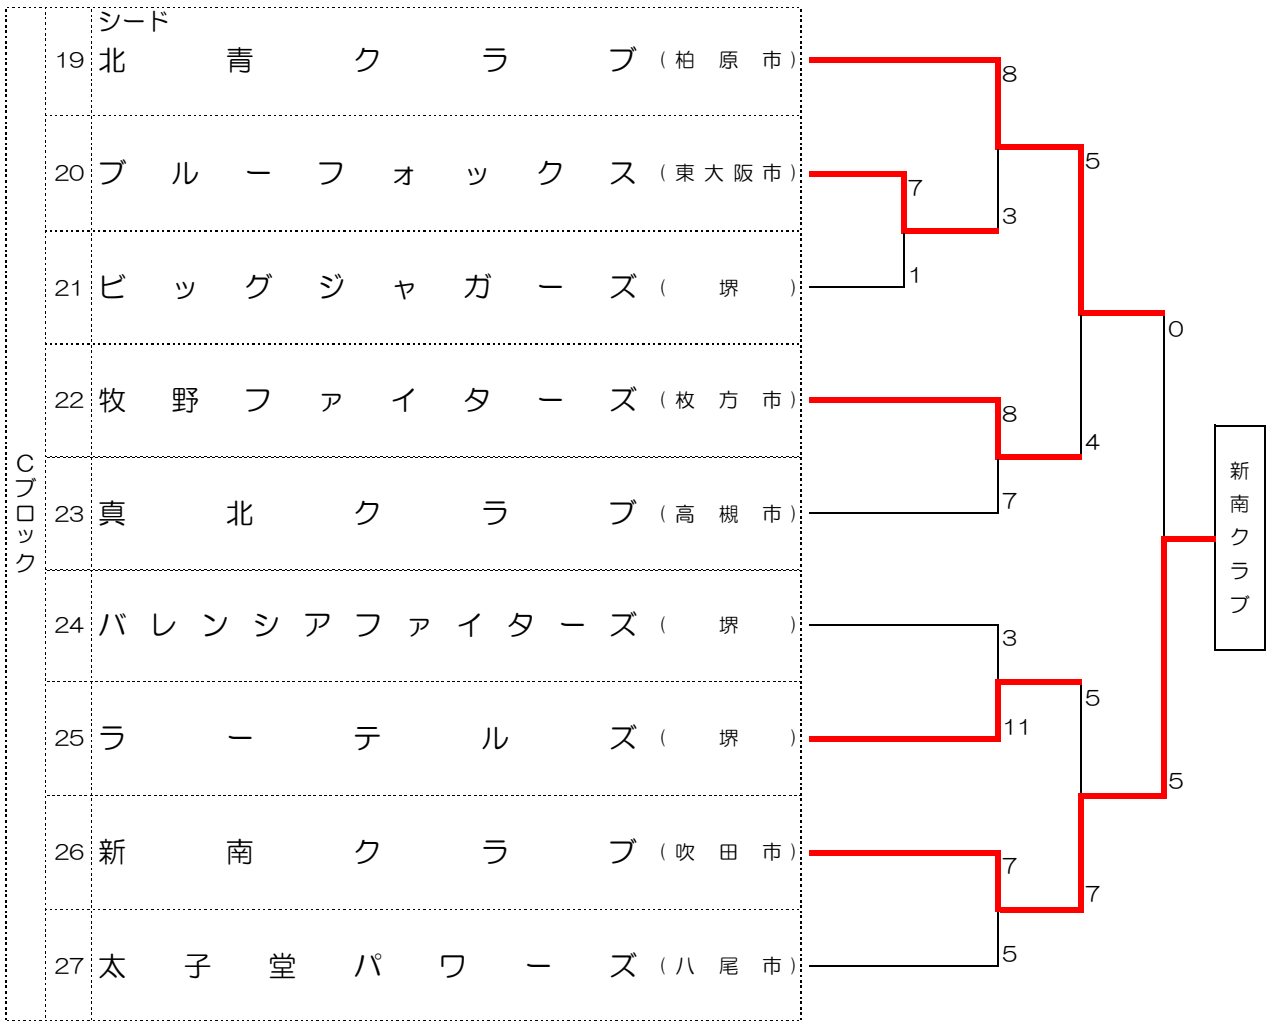 Cブロック
シード
19 北青クラブ (柏原市)
20 ブルーフォックス (東大阪市)
21 ビッグジャガーズ (堺)
22 牧野ファイターズ (枚方市)
23 真北クラブ (高槻市)
24 バレンシアファイターズ (堺)
25 ラーテルズ (堺)
26 新南クラブ (吹田市)
27 太子堂パワーズ (八尾市)
8
3
7
1
8
7
3
11
7
5
5
4
5
7
0
5
新南クラブ